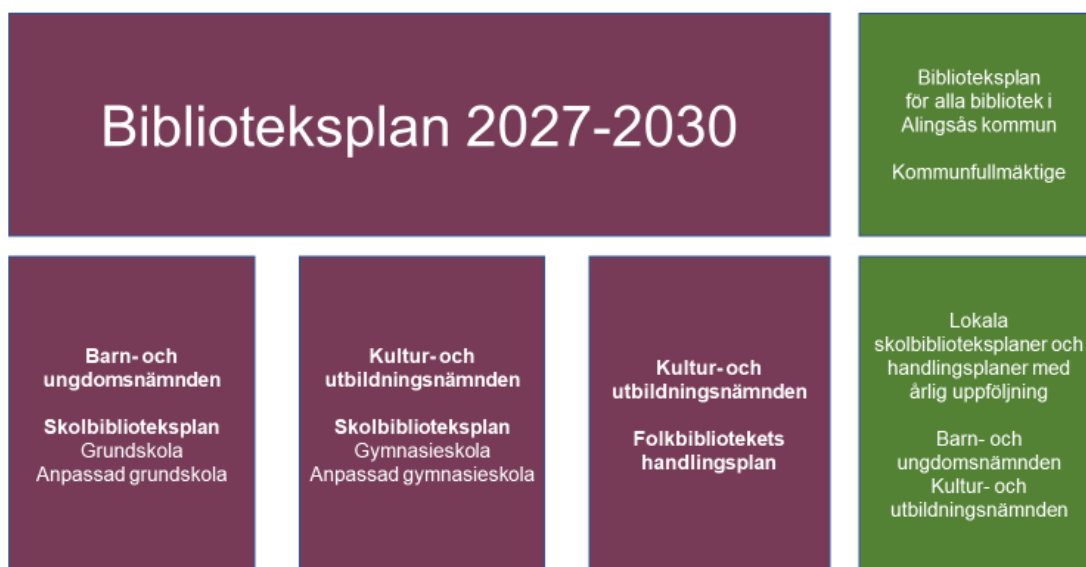 Biblioteksplan 2027-2030
Biblioteksplan
för alla bibliotek i
Alingsås kommun
Kommunfullmäktige
Barn- och
ungdomsnämnden
Skolbiblioteksplan
Grundskola
Anpassad grundskola
Kultur- och
utbildningsnämnden
Skolbiblioteksplan
Gymnasieskola
Anpassad gymnasieskola
Kultur- och
utbildningsnämnden
Folkbibliotekets
handlingsplan
Lokala
skolbiblioteksplaner och
handlingsplaner med
årlig uppföljning
Barn- och
ungdomsnämnden
Kultur- och
utbildningsnämnden